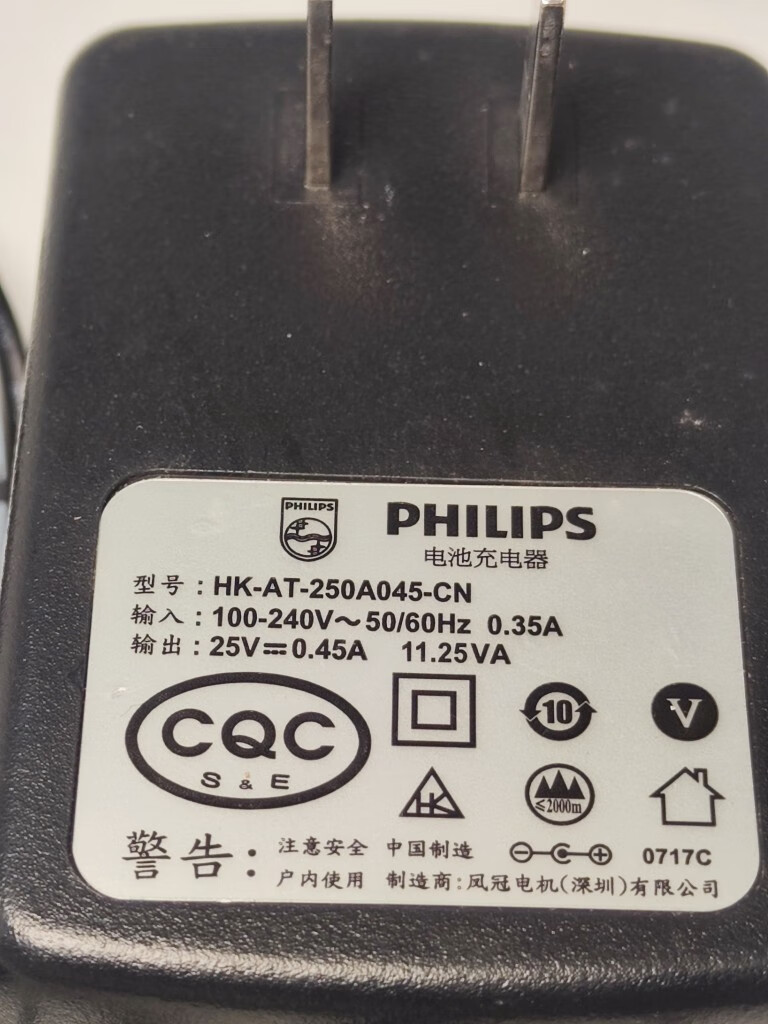 PHILIPS
PHILIPS
电池充电器
型号：HK-AT-250A045-CN
输入：100-240V～50/60Hz 0.35A
输出：25V⎓0.45A 11.25VA
CQC
S & E
10
V
HK
≤2000m
警告：
注意安全 中国制造
0717C
户内使用 制造商：凤冠电机(深圳)有限公司